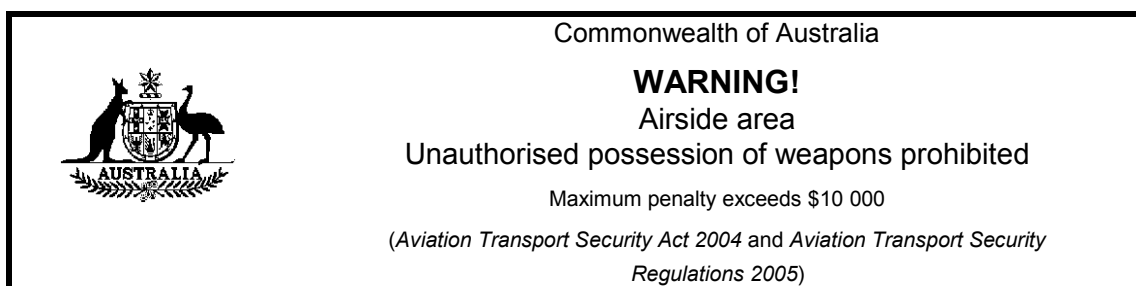 Commonwealth of Australia
WARNING!
Airside area
Unauthorised possession of weapons prohibited
AUSTRALIA
Maximum penalty exceeds $10 000
(Aviation Transport Security Act 2004 and Aviation Transport Security
Regulations 2005)